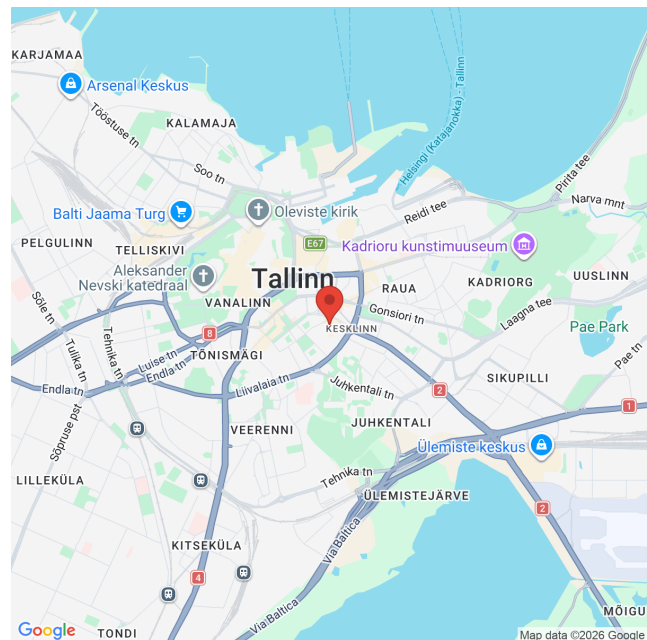 KARJAMAA
Arsenal Keskus
Tööstuse tn
KALAMAJA
Soo tn
Helsingi (Katajanokka) - Tallinn
Pirita tee
Narva mnt
Balti Jaama Turg
Oleviste kirik
Reidi tee
PELGULINN
TELLISKIVI
E67
Kadrioru kunstimuuseum
Aleksander
Nevski katedraal
Tallinn
RAUA
KADRIORG
UUSLINN
VANALINN
Gonsiori tn
Laagna tee
Pae Park
Sõle tn
Tehnika tn
8
KESKLINN
Tulika tn
Luise tn
TÕNISMÄGI
Pae tn
Endla tn
Endla tn
Liivalaia tn
Juhkentali tn
2
SIKUPILLI
1
Sõpruse pst
VEERENNI
JUHKENTALI
Ülemiste keskus
LILLEKÜLA
Tehnika tn
ÜLEMISTEJÄRVE
2
KITSEKÜLA
Via Baltica
4
Via Baltica
MÕIGU
TONDI
Google
Map data ©2026 Google